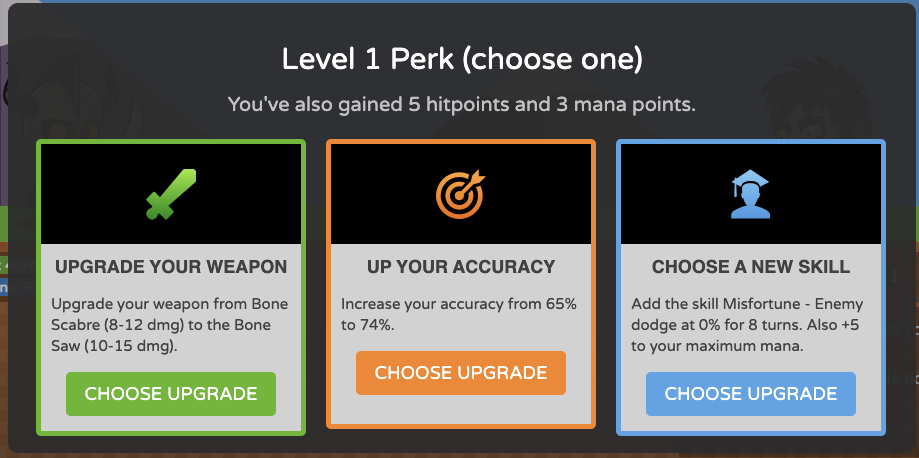 Level 1 Perk (choose one)
You've also gained 5 hitpoints and 3 mana points.
UPGRADE YOUR WEAPON
Upgrade your weapon from Bone
Scabre (8-12 dmg) to the Bone
Saw (10-15 dmg).
CHOOSE UPGRADE
UP YOUR ACCURACY
Increase your accuracy from 65%
to 74%.
CHOOSE UPGRADE
CHOOSE A NEW SKILL
Add the skill Misfortune - Enemy
dodge at 0% for 8 turns. Also +5
to your maximum mana.
CHOOSE UPGRADE